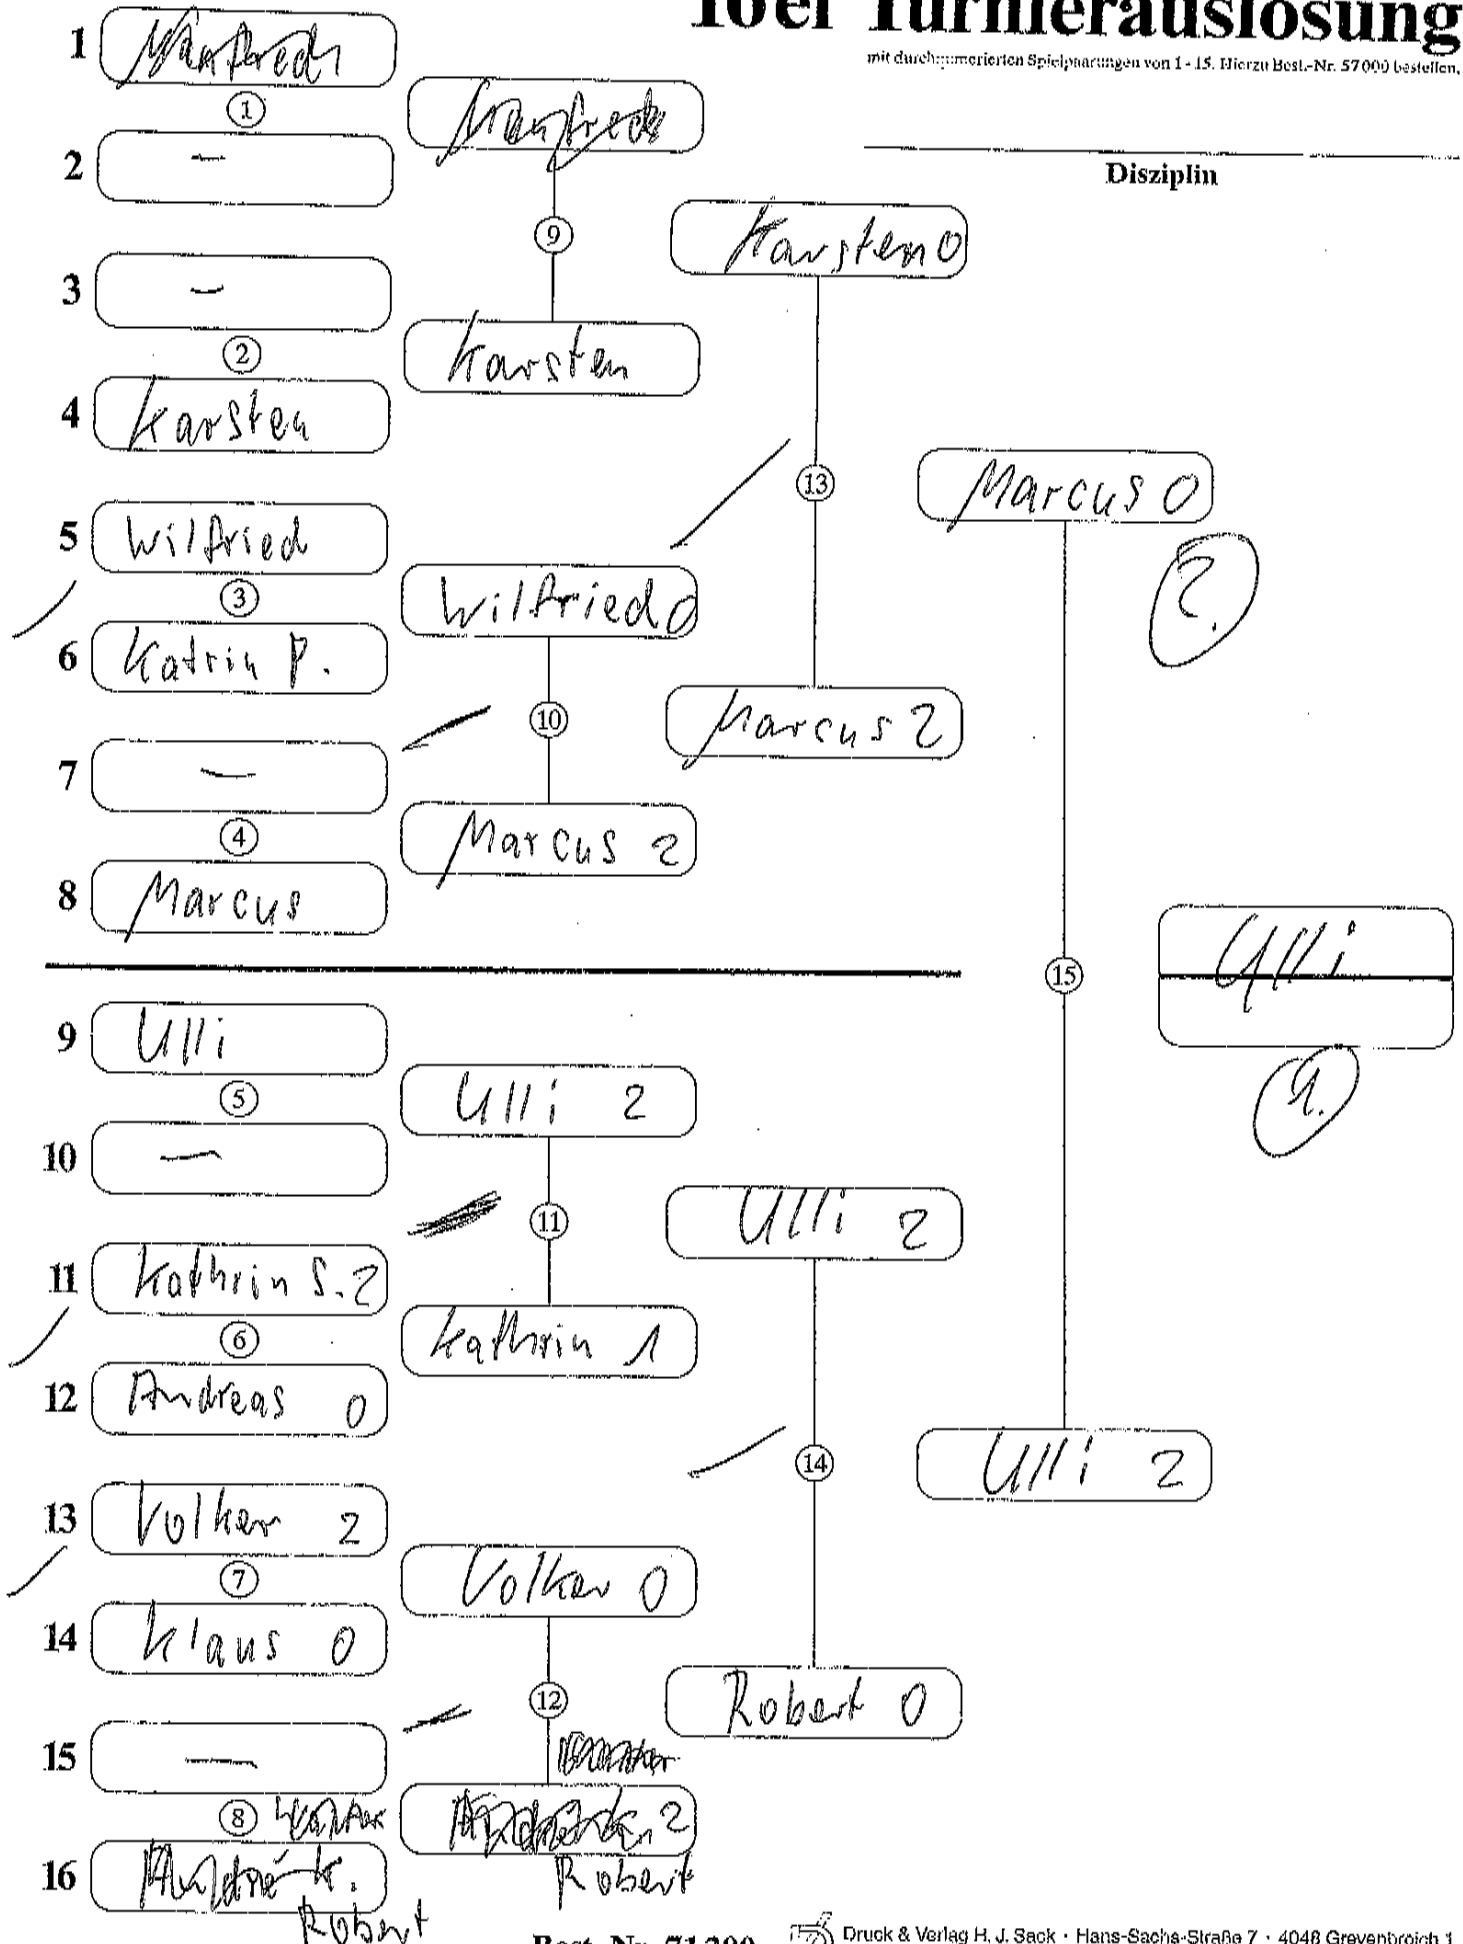 16er Turnierauslosung
mit durchnumerierten Spielpaarungen von 1 - 15. Hierzu Best.-Nr. 57000 bestellen.
Disziplin
1 Manfred
①
Manfred
2 –
⑨
Karsten 0
3 –
②
Karsten
4 Karsten
⑬
Marcus 0
2.
5 Wilfried
③
Wilfried 0
6 Katrin P.
⑩
Marcus 2
7 –
④
Marcus 2
8 Marcus
⑮
Ulli
1.
9 Ulli
⑤
Ulli 2
10 –
⑪
Ulli 2
11 Kathrin S. 2
⑥
Kathrin 1
12 Andreas 0
⑭
Ulli 2
13 Volker 2
⑦
Volker 0
14 Klaus 0
⑫
Robert 0
15 –
⑧
2
Robert
16 André K.
Robert
Best.-Nr. 71200
Druck & Verlag H. J. Sack · Hans-Sachs-Straße 7 · 4048 Grevenbroich 1